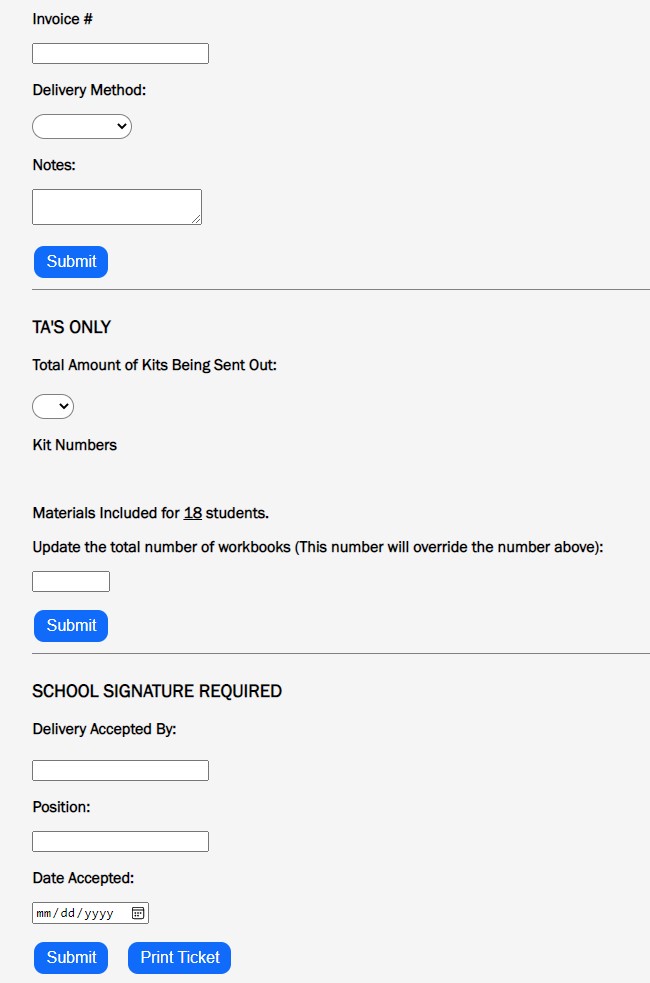 Invoice #
Delivery Method:
Notes:
Submit
TA'S ONLY
Total Amount of Kits Being Sent Out:
Kit Numbers
Materials Included for 18 students.
Update the total number of workbooks (This number will override the number above):
Submit
SCHOOL SIGNATURE REQUIRED
Delivery Accepted By:
Position:
Date Accepted:
mm/dd/yyyy
Submit Print Ticket